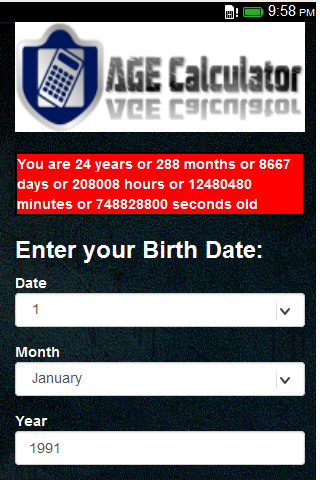 9:58 PM
AGE Calculator
You are 24 years or 288 months or 8667
days or 208008 hours or 12480480
minutes or 748828800 seconds old
Enter your Birth Date:
Date
1
Month
January
Year
1991